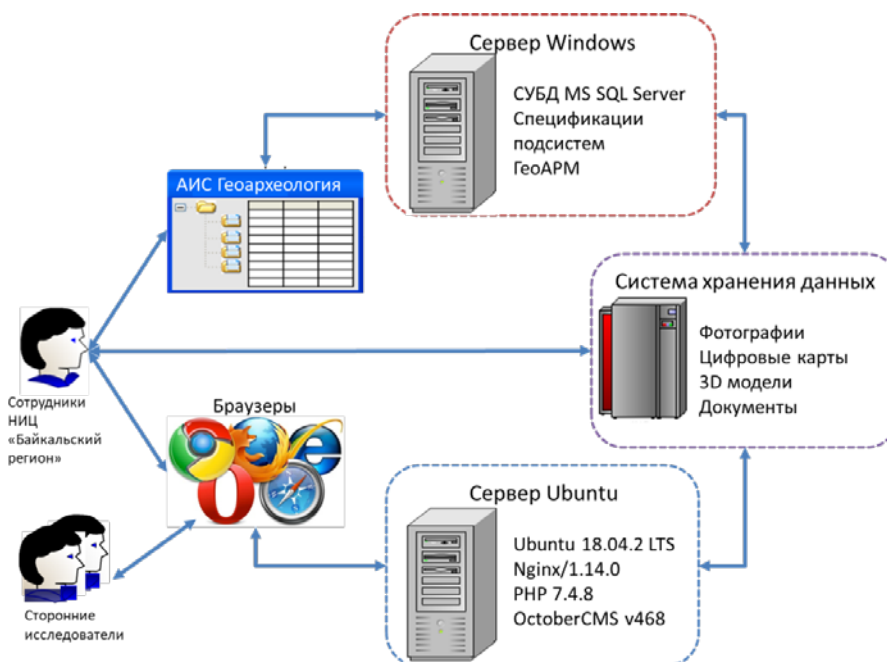 Сервер Windows
СУБД MS SQL Server
Спецификации
подсистем
ГеоАРМ
АИС Геоархеология
Система хранения данных
Фотографии
Цифровые карты
3D модели
Документы
Сотрудники
НИЦ
«Байкальский
регион»
Браузеры
Сервер Ubuntu
Ubuntu 18.04.2 LTS
Nginx/1.14.0
PHP 7.4.8
OctoberCMS v468
Сторонние
исследователи